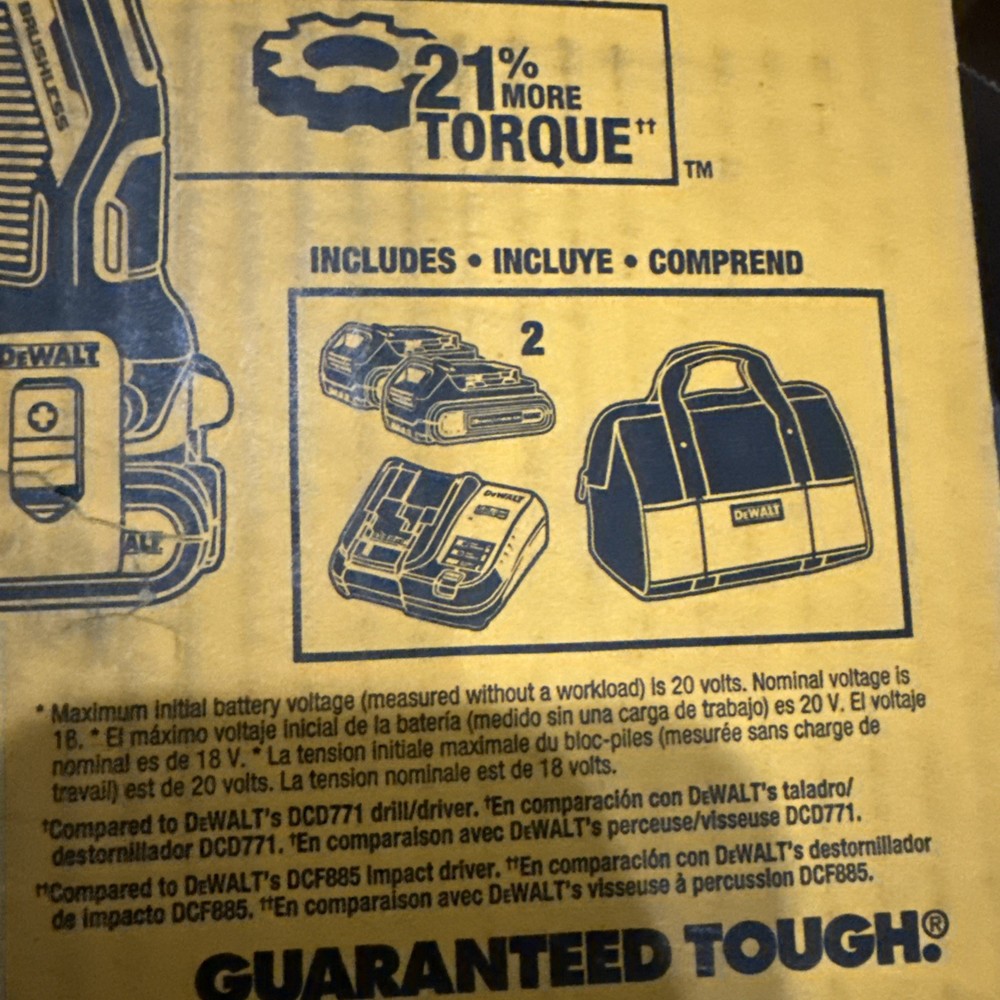 BRUSHLESS
21%
MORE
TORQUE††
TM
INCLUDES • INCLUYE • COMPREND
2
DEWALT
DEWALT
DEWALT
ALT
* Maximum initial battery voltage (measured without a workload) is 20 volts. Nominal voltage is
18. * El máximo voltaje inicial de la batería (medido sin una carga de trabajo) es 20 V. El voltaje
nominal es de 18 V. * La tension initiale maximale du bloc-piles (mesurée sans charge de
travail) est de 20 volts. La tension nominale est de 18 volts.
†Compared to DEWALT's DCD771 drill/driver. †En comparación con DEWALT's taladro/
destornillador DCD771. †En comparaison avec DEWALT's perceuse/visseuse DCD771.
††Compared to DEWALT's DCF885 Impact driver. ††En comparación con DEWALT's destornillador
de impacto DCF885. ††En comparaison avec DEWALT's visseuse à percussion DCF885.
GUARANTEED TOUGH.®